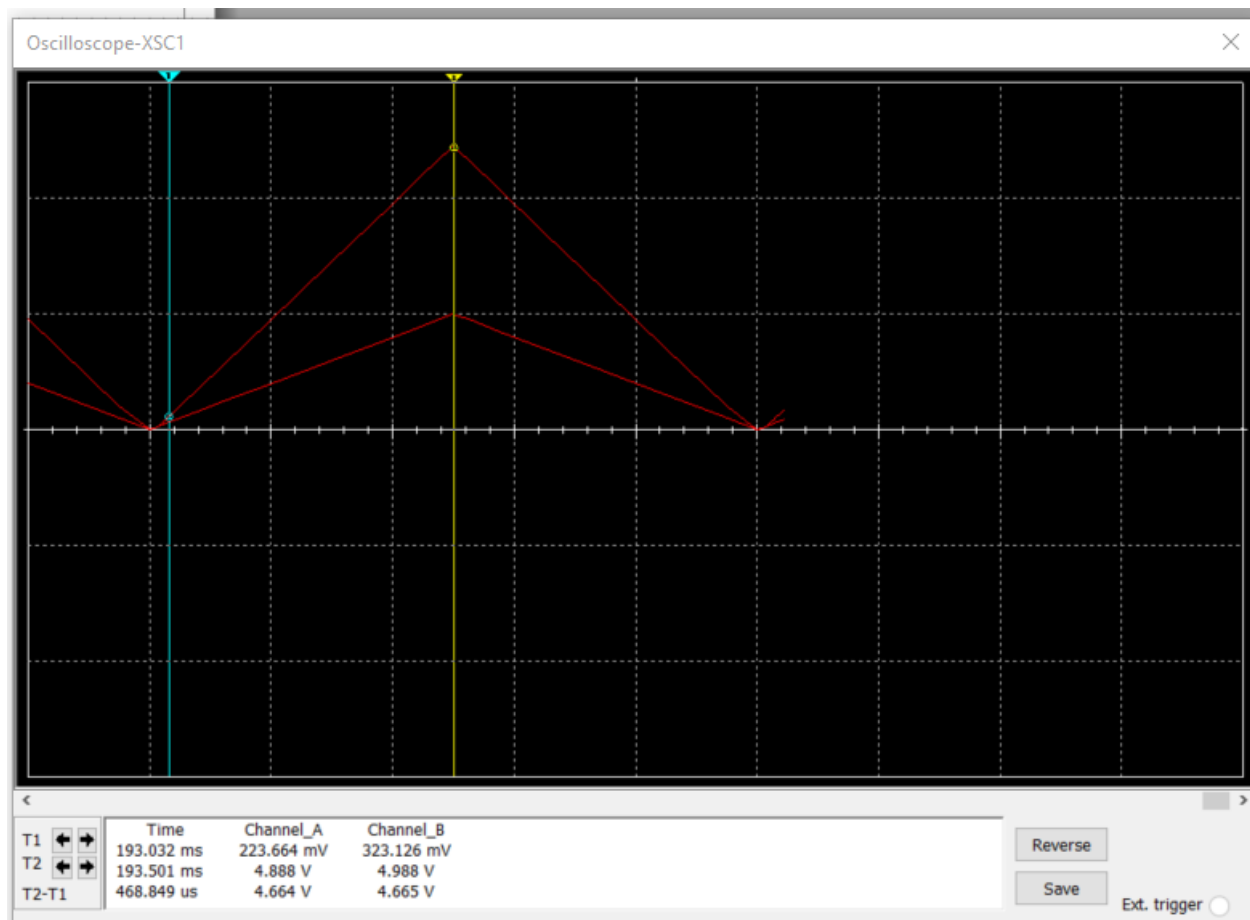 Oscilloscope-XSC1
Time Channel_A Channel_B
T1 193.032 ms 223.664 mV 323.126 mV
T2 193.501 ms 4.888 V 4.988 V
T2-T1 468.849 us 4.664 V 4.665 V
Reverse
Save
Ext. trigger